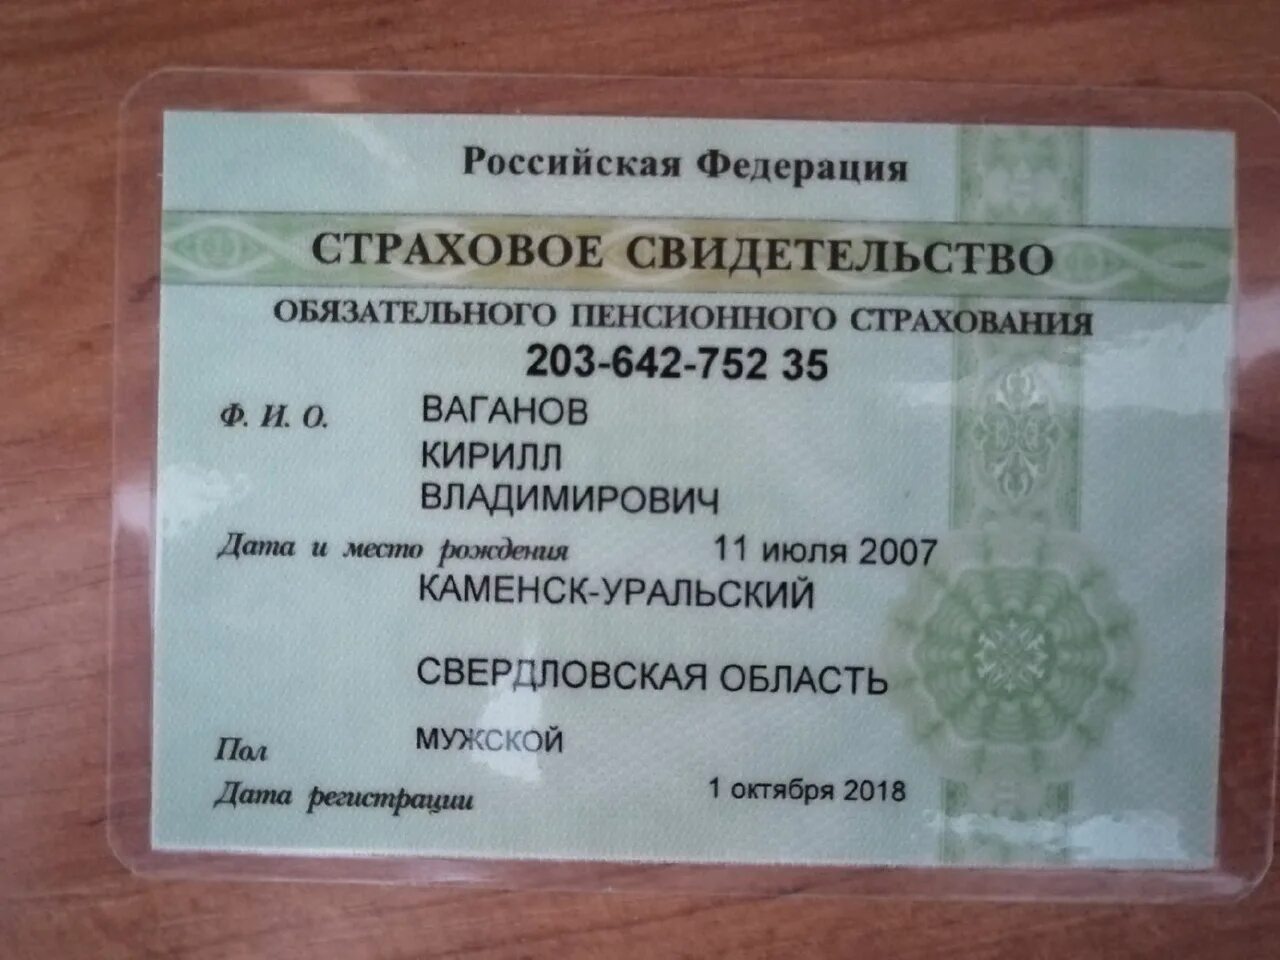 Российская Федерация
СТРАХОВОЕ СВИДЕТЕЛЬСТВО
ОБЯЗАТЕЛЬНОГО ПЕНСИОННОГО СТРАХОВАНИЯ
203-642-752 35
Ф. И. О. ВАГАНОВ
КИРИЛЛ
ВЛАДИМИРОВИЧ
Дата и место рождения 11 июля 2007
КАМЕНСК-УРАЛЬСКИЙ
СВЕРДЛОВСКАЯ ОБЛАСТЬ
Пол МУЖСКОЙ
Дата регистрации 1 октября 2018